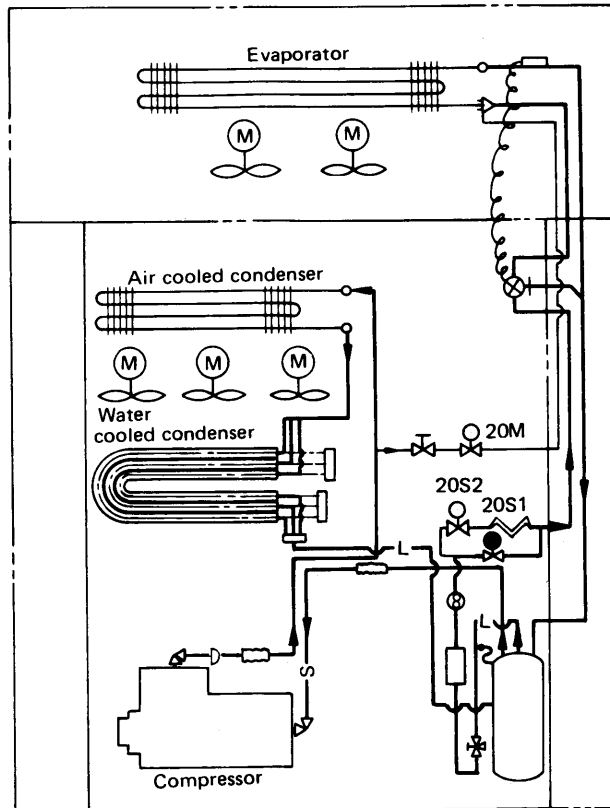 Evaporator
M
M
Air cooled condenser
M
M
M
Water
cooled condenser
20M
20S2
20S1
L
L
S
Compressor